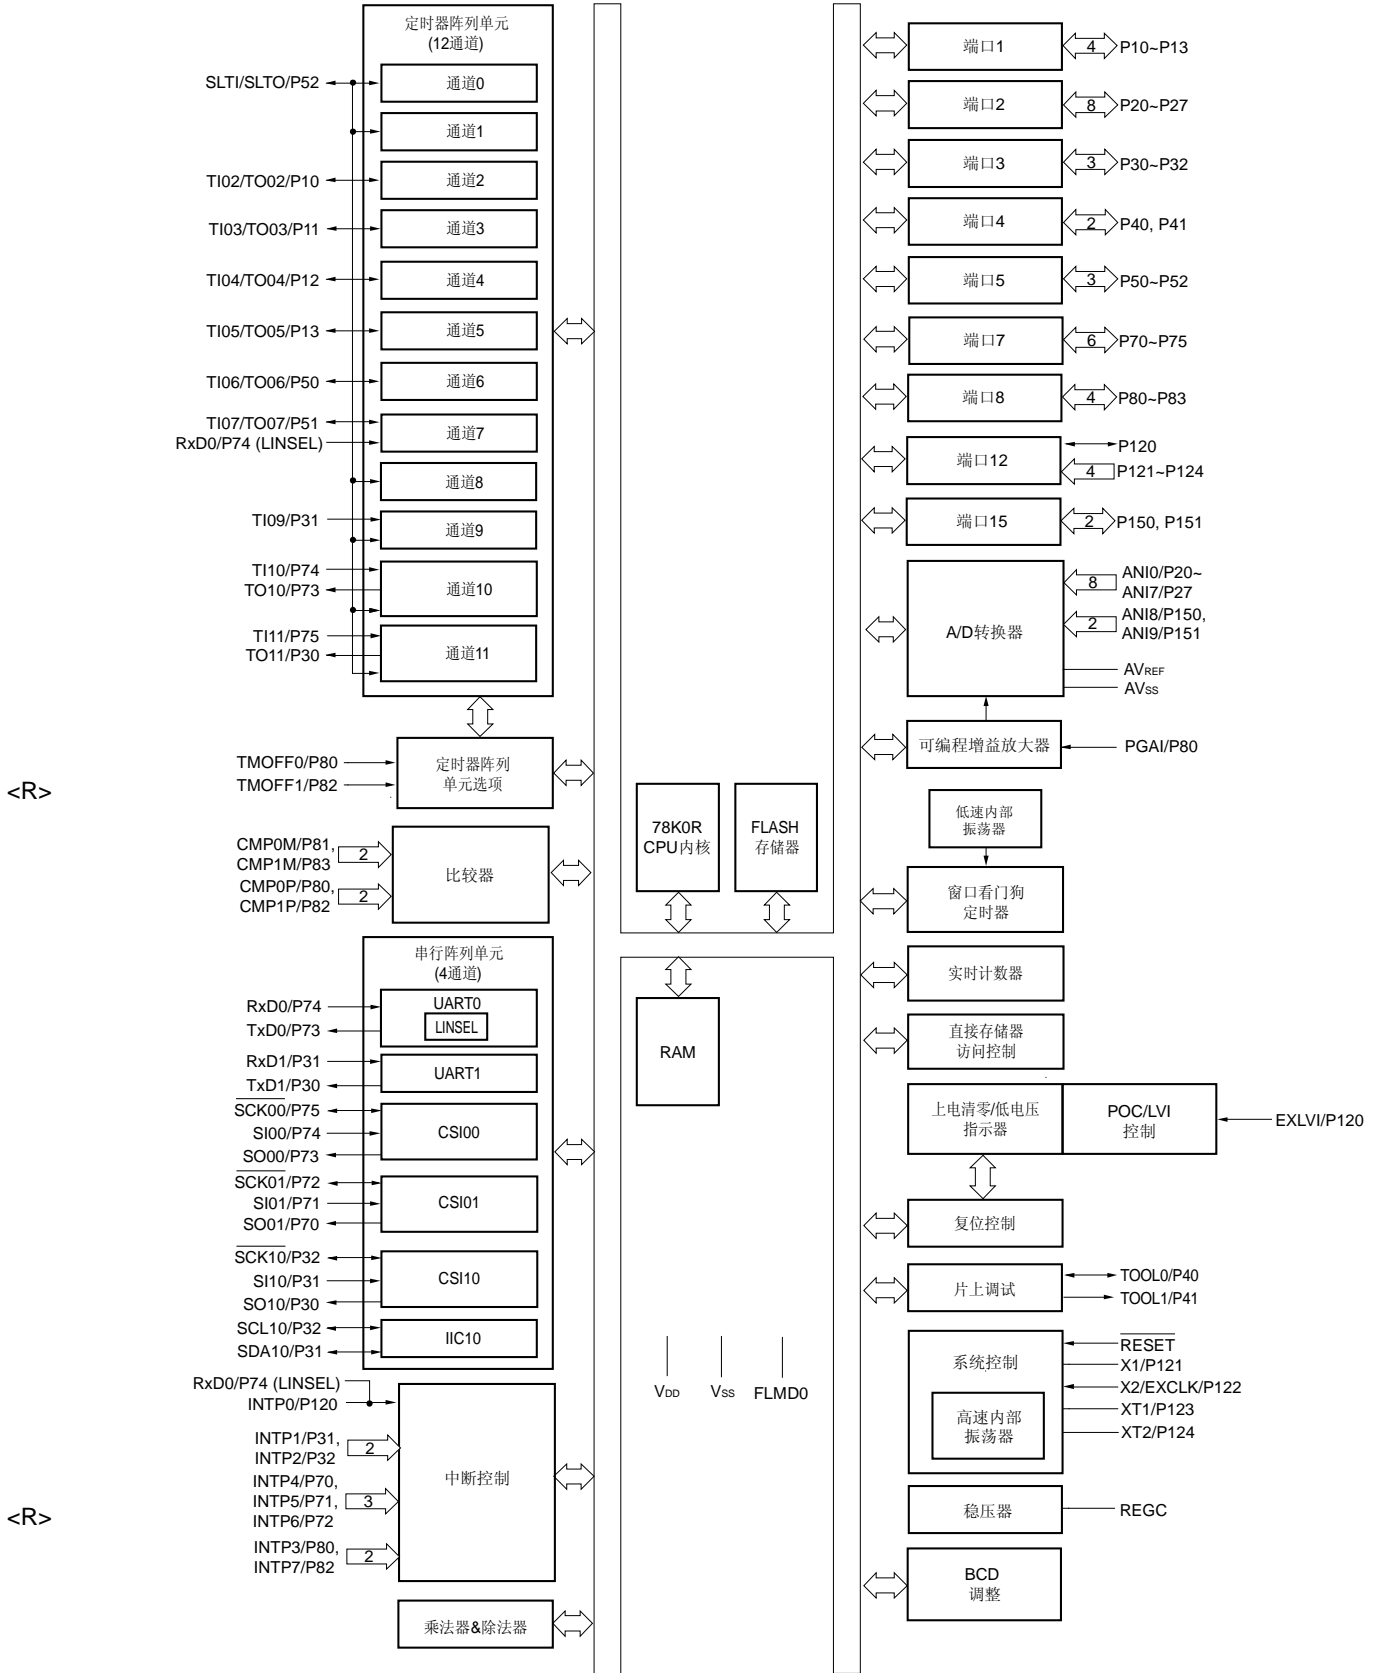 定时器阵列单元
(12通道)
SLTI/SLTO/P52
通道0
通道1
TI02/TO02/P10
通道2
TI03/TO03/P11
通道3
TI04/TO04/P12
通道4
TI05/TO05/P13
通道5
TI06/TO06/P50
通道6
TI07/TO07/P51
RxD0/P74 (LINSEL)
通道7
通道8
TI09/P31
通道9
TI10/P74
TO10/P73
通道10
TI11/P75
TO11/P30
通道11
TMOFF0/P80
TMOFF1/P82
定时器阵列
单元选项
<R>
CMP0M/P81,
CMP1M/P83
2
CMP0P/P80,
CMP1P/P82
2
比较器
串行阵列单元
(4通道)
RxD0/P74
TxD0/P73
UART0
LINSEL
RxD1/P31
TxD1/P30
UART1
SCK00/P75
SI00/P74
SO00/P73
CSI00
SCK01/P72
SI01/P71
SO01/P70
CSI01
SCK10/P32
SI10/P31
SO10/P30
CSI10
SCL10/P32
SDA10/P31
IIC10
RxD0/P74 (LINSEL)
INTP0/P120
INTP1/P31,
INTP2/P32
2
INTP4/P70,
INTP5/P71,
INTP6/P72
3
<R>
INTP3/P80,
INTP7/P82
2
中断控制
乘法器&除法器
78K0R
CPU内核
FLASH
存储器
RAM
VDD
VSS
FLMD0
端口1
4
P10~P13
端口2
8
P20~P27
端口3
3
P30~P32
端口4
2
P40, P41
端口5
3
P50~P52
端口7
6
P70~P75
端口8
4
P80~P83
端口12
P120
4
P121~P124
端口15
2
P150, P151
A/D转换器
8
ANI0/P20~
ANI7/P27
2
ANI8/P150,
ANI9/P151
AVREF
AVSS
可编程增益放大器
PGAI/P80
低速内部
振荡器
窗口看门狗
定时器
实时计数器
直接存储器
访问控制
上电清零/低电压
指示器
POC/LVI
控制
EXLVI/P120
复位控制
片上调试
TOOL0/P40
TOOL1/P41
系统控制
高速内部
振荡器
RESET
X1/P121
X2/EXCLK/P122
XT1/P123
XT2/P124
稳压器
REGC
BCD
调整